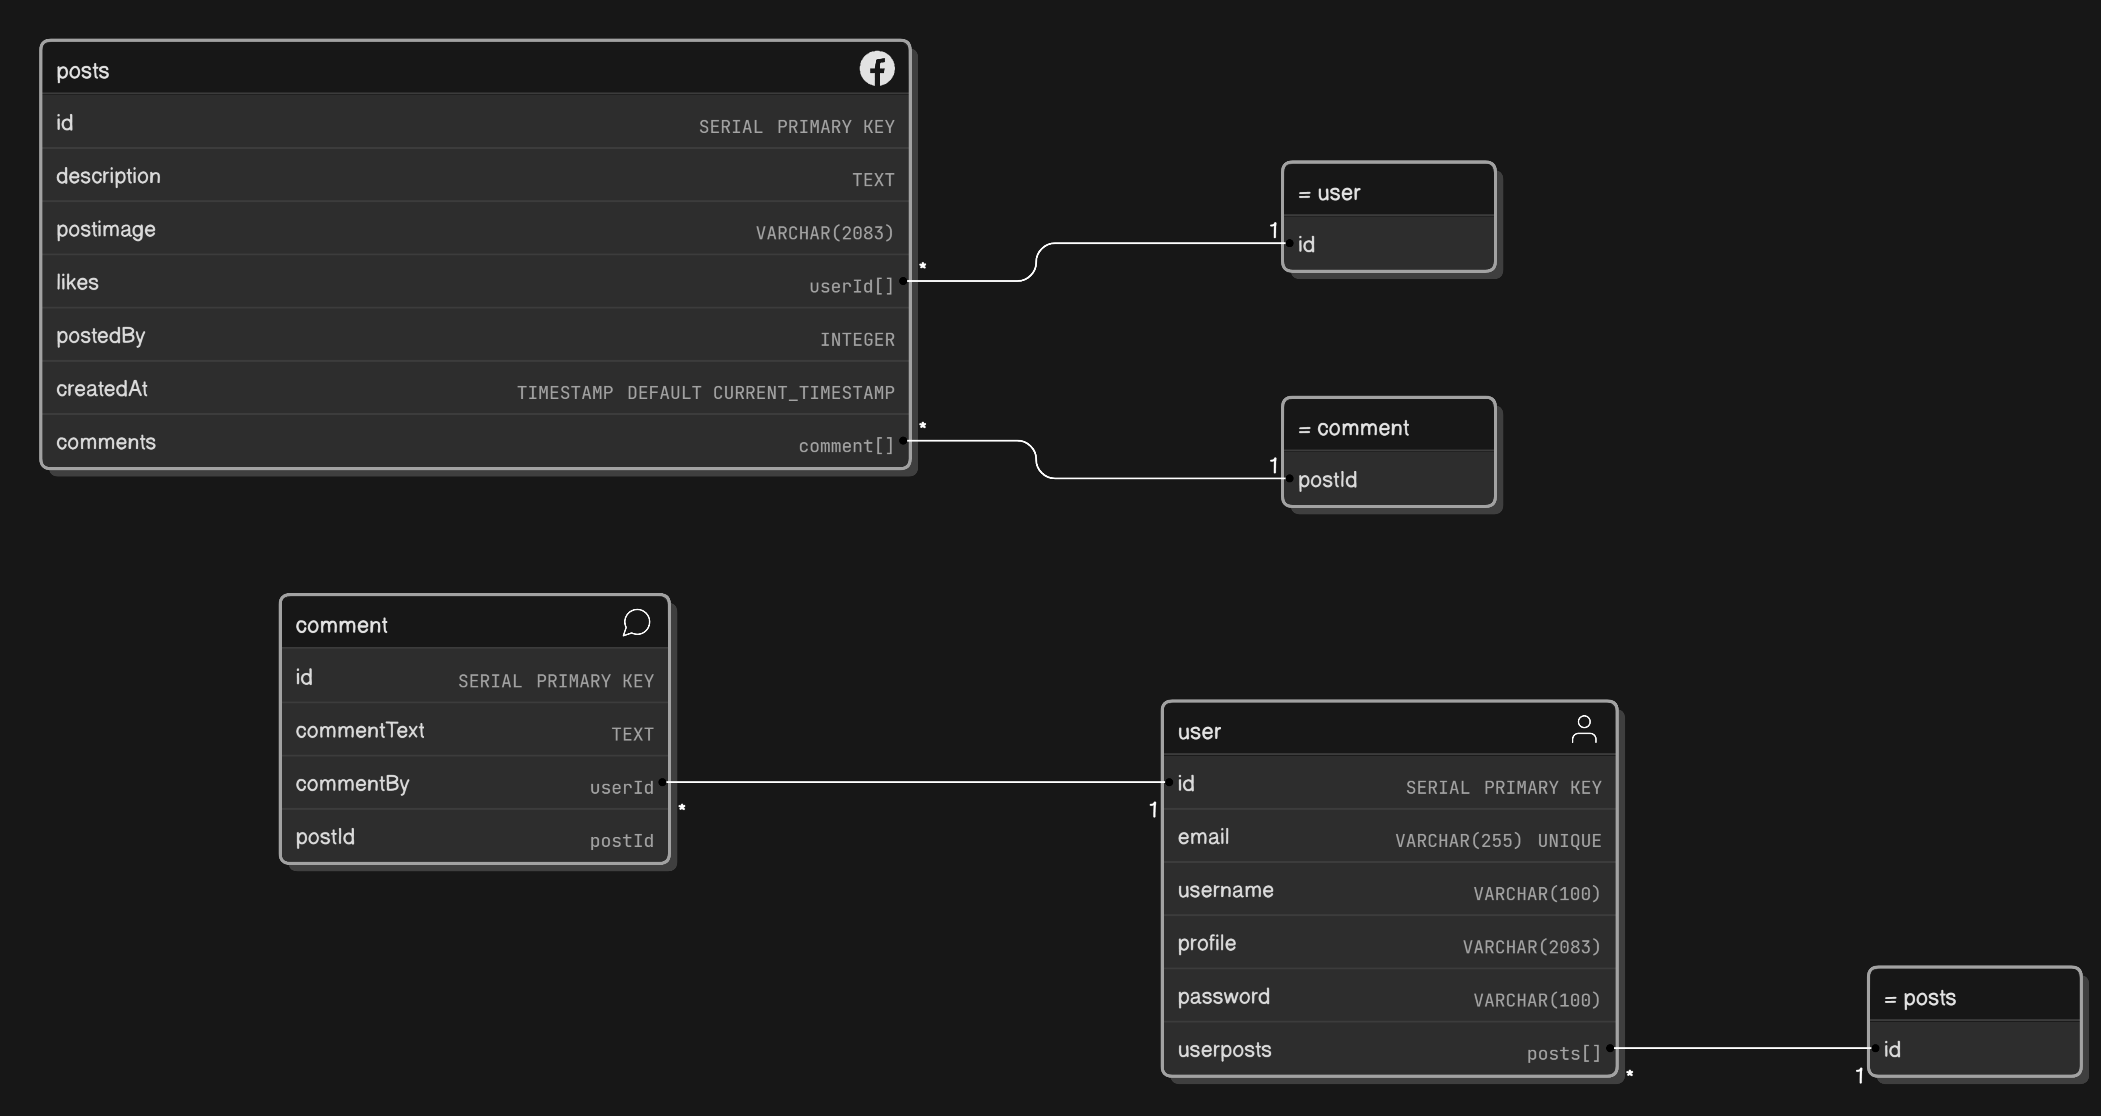 posts
id SERIAL PRIMARY KEY
description TEXT
postimage VARCHAR(2083)
likes userId[]
postedBy INTEGER
createdAt TIMESTAMP DEFAULT CURRENT_TIMESTAMP
comments comment[]
*
1
= user
id
*
1
= comment
postId
comment
id SERIAL PRIMARY KEY
commentText TEXT
commentBy userId
postId postId
*
1
user
id SERIAL PRIMARY KEY
email VARCHAR(255) UNIQUE
username VARCHAR(100)
profile VARCHAR(2083)
password VARCHAR(100)
userposts posts[]
*
1
= posts
id